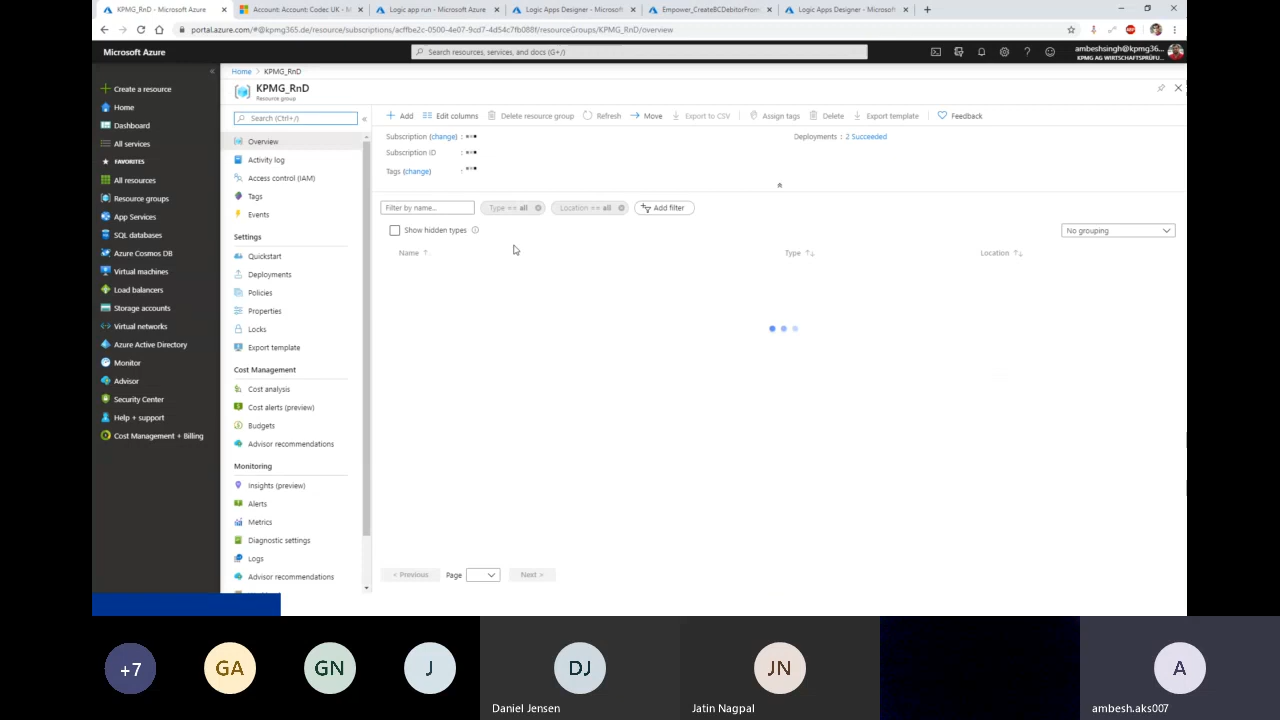 KPMG_RnD - Microsoft Azure
Account: Account: Codec UK - M
Logic app run - Microsoft Azure
Logic Apps Designer - Microsoft
Empower_CreateBCDebitorFrom
Logic Apps Designer - Microsoft
portal.azure.com/#@kpmg365.de/resource/subscriptions/acffbe2c-0500-4e07-9cd7-4d54c7fb088f/resourceGroups/KPMG_RnD/overview
Microsoft Azure
Search resources, services, and docs (G+/)
ambeshsingh@kpmg365...
KPMG AG WIRTSCHAFTSPRÜFU...
Create a resource
Home
Dashboard
All services
FAVORITES
All resources
Resource groups
App Services
SQL databases
Azure Cosmos DB
Virtual machines
Load balancers
Storage accounts
Virtual networks
Azure Active Directory
Monitor
Advisor
Security Center
Help + support
Cost Management + Billing
Home > KPMG_RnD
KPMG_RnD
Resource group
Search (Ctrl+/)
Overview
Activity log
Access control (IAM)
Tags
Events
Settings
Quickstart
Deployments
Policies
Properties
Locks
Export template
Cost Management
Cost analysis
Cost alerts (preview)
Budgets
Advisor recommendations
Monitoring
Insights (preview)
Alerts
Metrics
Diagnostic settings
Logs
Advisor recommendations
Add
Edit columns
Delete resource group
Refresh
Move
Export to CSV
Assign tags
Delete
Export template
Feedback
Subscription (change) :
Deployments : 2 Succeeded
Subscription ID :
Tags (change) :
Filter by name...
Type == all
Location == all
Add filter
Show hidden types
No grouping
Name
Type
Location
< Previous
Page
Next >
+7
GA
GN
J
DJ
Daniel Jensen
JN
Jatin Nagpal
A
ambesh.aks007